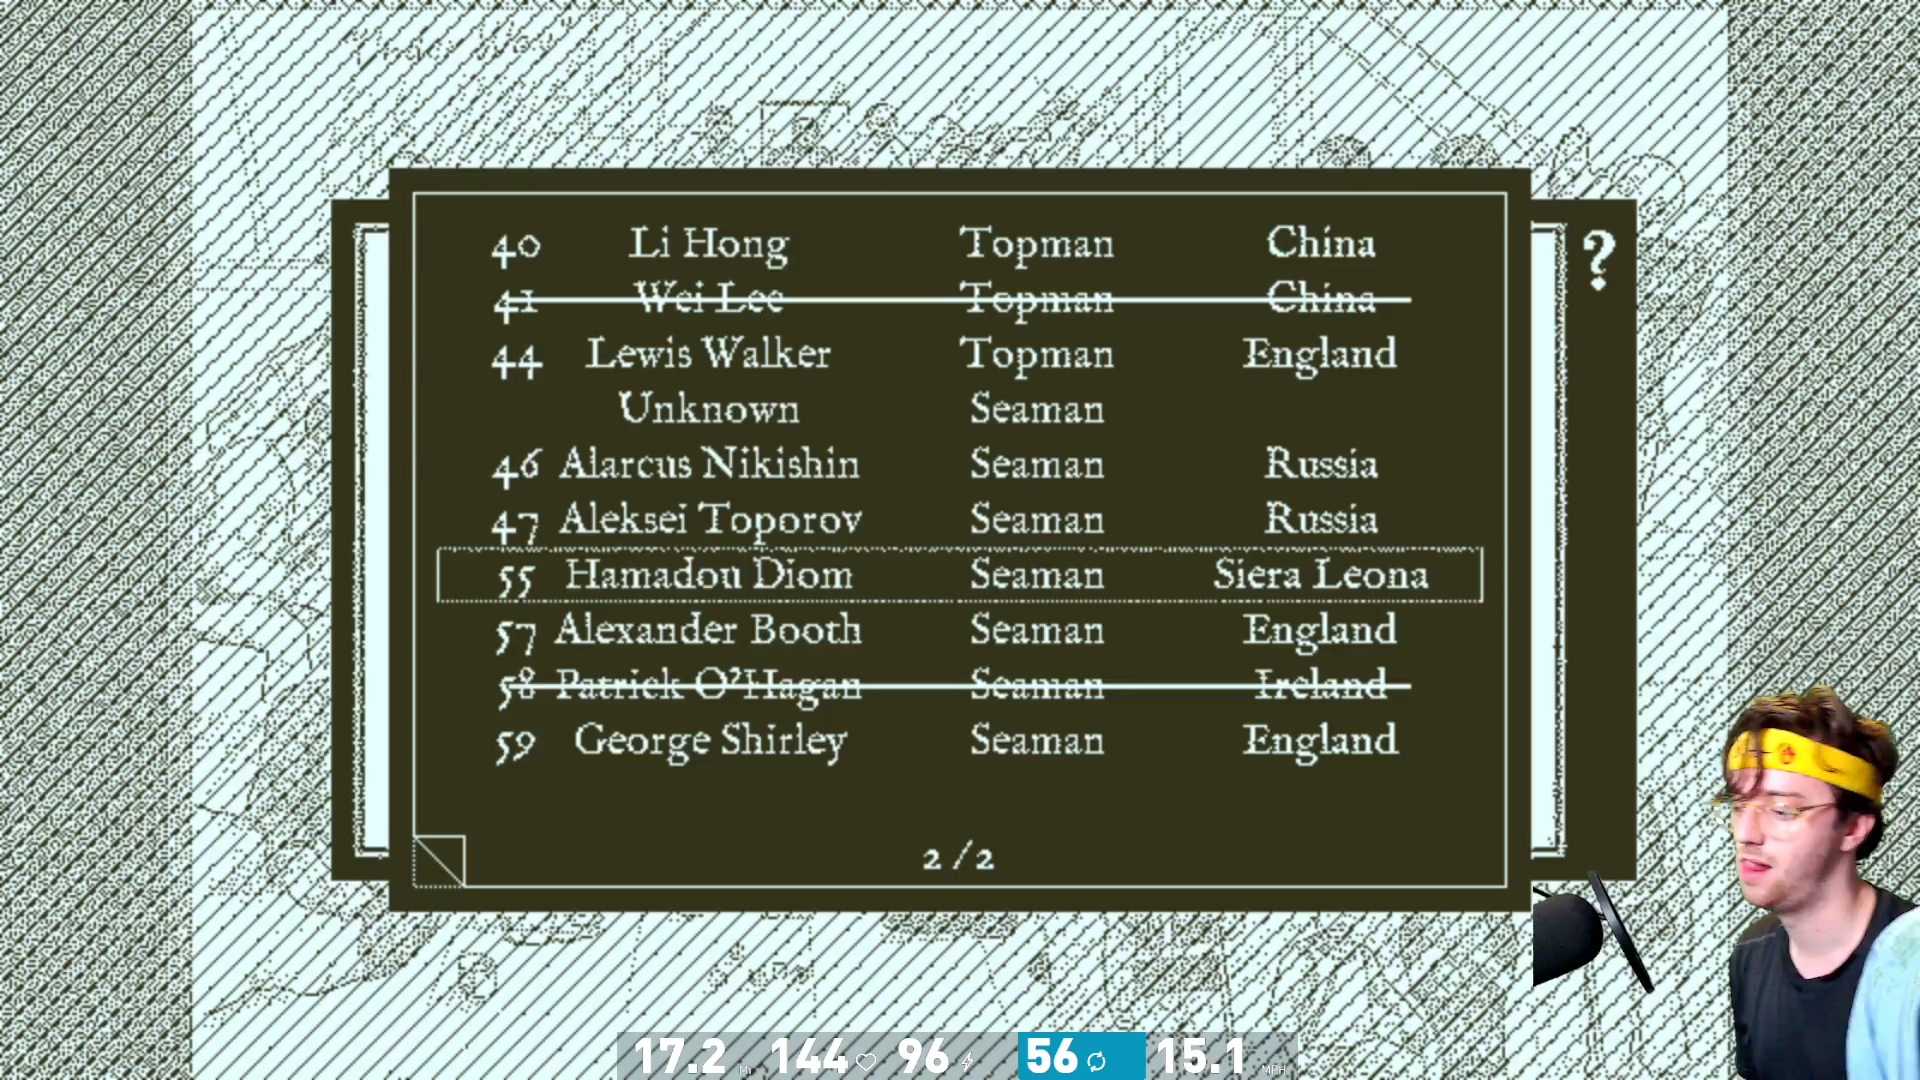 40 Li Hong Topman China
?
41 Wei Lee Topman China
44 Lewis Walker Topman England
Unknown Seaman
46 Alarcus Nikishin Seaman Russia
47 Aleksei Toporov Seaman Russia
55 Hamadou Diom Seaman Siera Leona
57 Alexander Booth Seaman England
58 Patrick O'Hagan Seaman Ireland
59 George Shirley Seaman England
2/2
17.2 MI 144 96 56 15.1 MPH